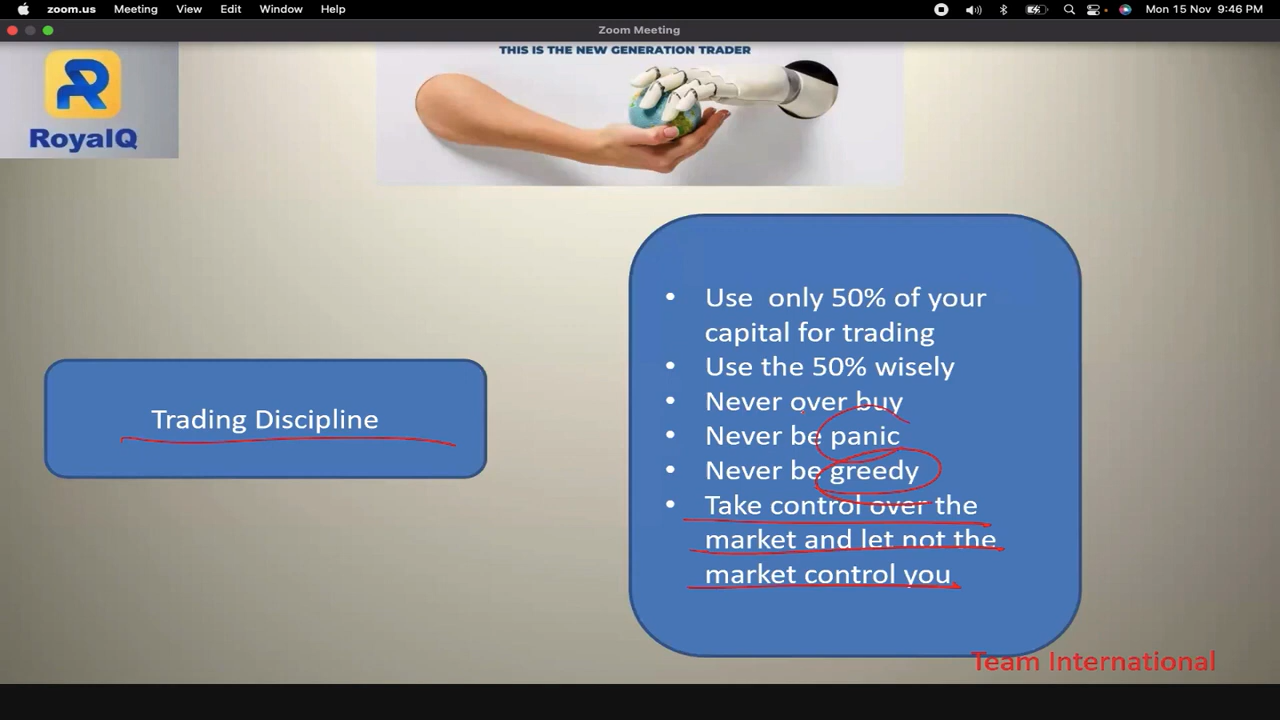 zoom.us Meeting View Edit Window Help Mon 15 Nov 9:46 PM
Zoom Meeting
THIS IS THE NEW GENERATION TRADER
RoyalQ
Trading Discipline
• Use only 50% of your
capital for trading
• Use the 50% wisely
• Never over buy
• Never be panic
• Never be greedy
• Take control over the
market and let not the
market control you
Team International